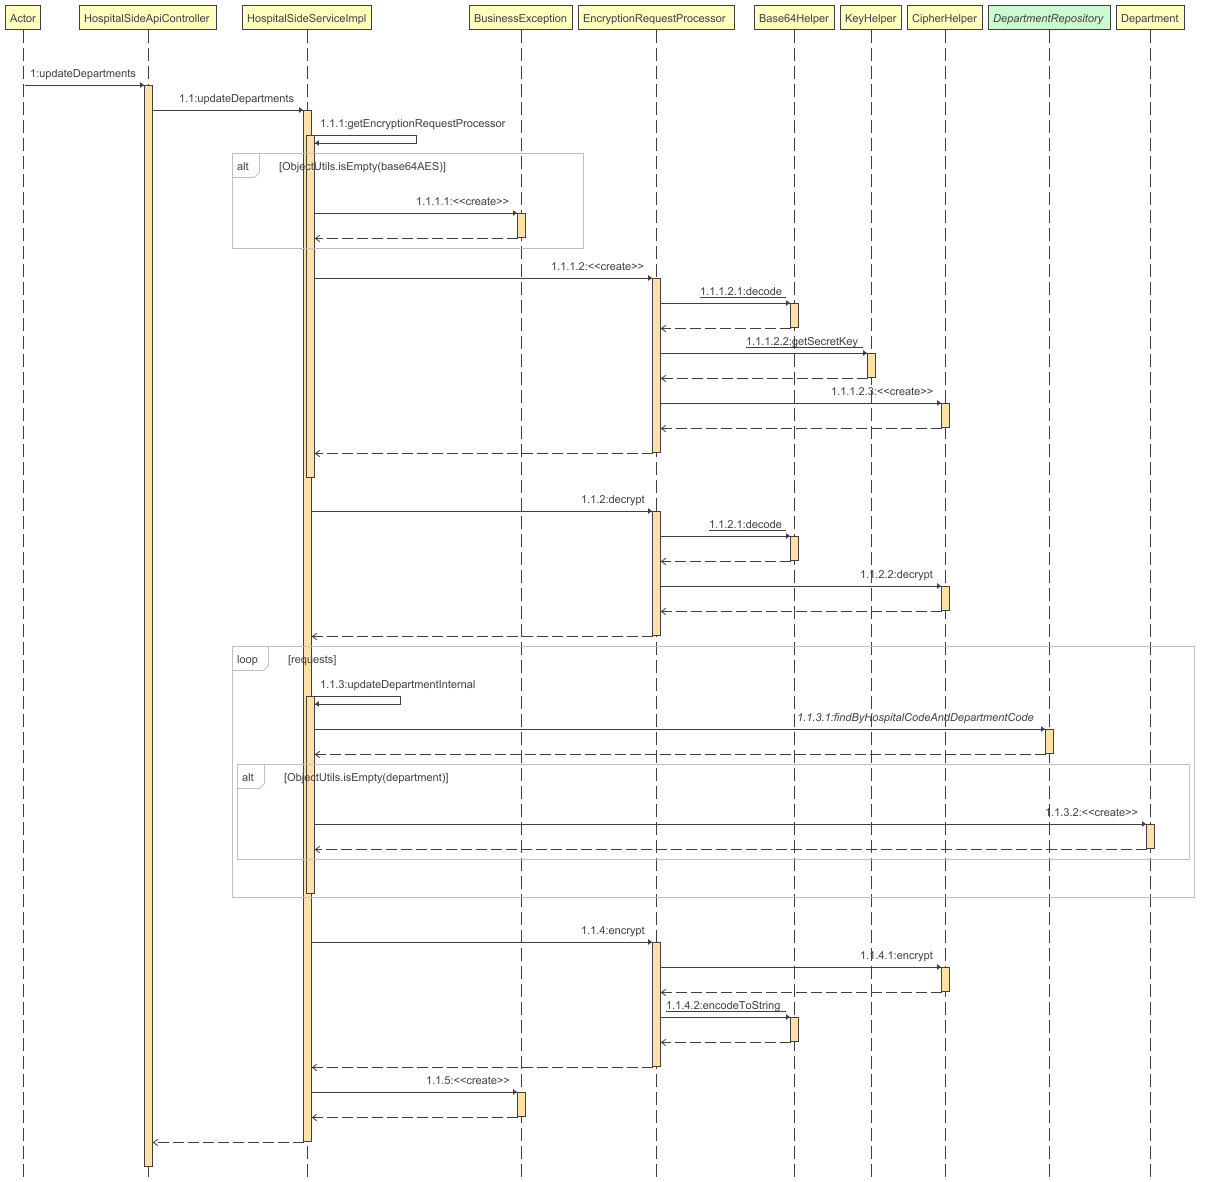 Actor
HospitalSideApiController
HospitalSideServiceImpl
BusinessException
EncryptionRequestProcessor
Base64Helper
KeyHelper
CipherHelper
DepartmentRepository
Department
1:updateDepartments
1.1:updateDepartments
1.1.1:getEncryptionRequestProcessor
alt
[ObjectUtils.isEmpty(base64AES)]
1.1.1.1:<<create>>
1.1.1.2:<<create>>
1.1.1.2.1:decode
1.1.1.2.2:getSecretKey
1.1.1.2.3:<<create>>
1.1.2:decrypt
1.1.2.1:decode
1.1.2.2:decrypt
loop
[requests]
1.1.3:updateDepartmentInternal
1.1.3.1:findByHospitalCodeAndDepartmentCode
alt
[ObjectUtils.isEmpty(department)]
1.1.3.2:<<create>>
1.1.4:encrypt
1.1.4.1:encrypt
1.1.4.2:encodeToString
1.1.5:<<create>>